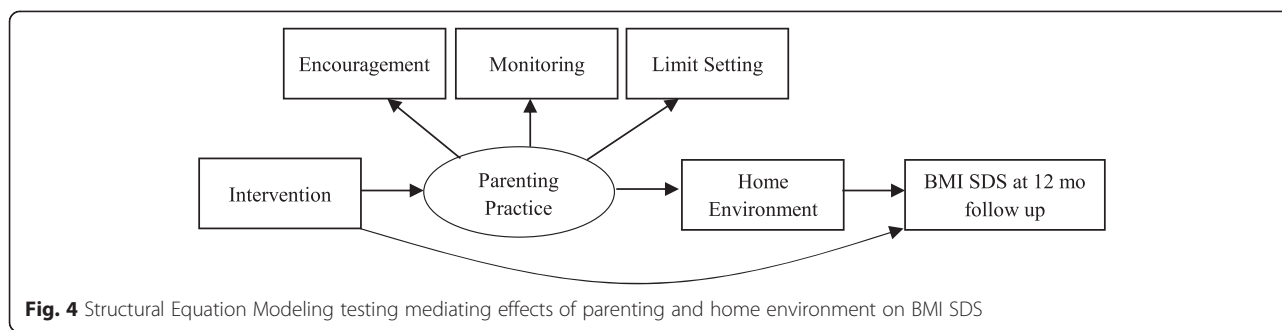 Encouragement
Monitoring
Limit Setting
Intervention
Parenting
Practice
Home
Environment
BMI SDS at 12 mo
follow up
Fig. 4 Structural Equation Modeling testing mediating effects of parenting and home environment on BMI SDS